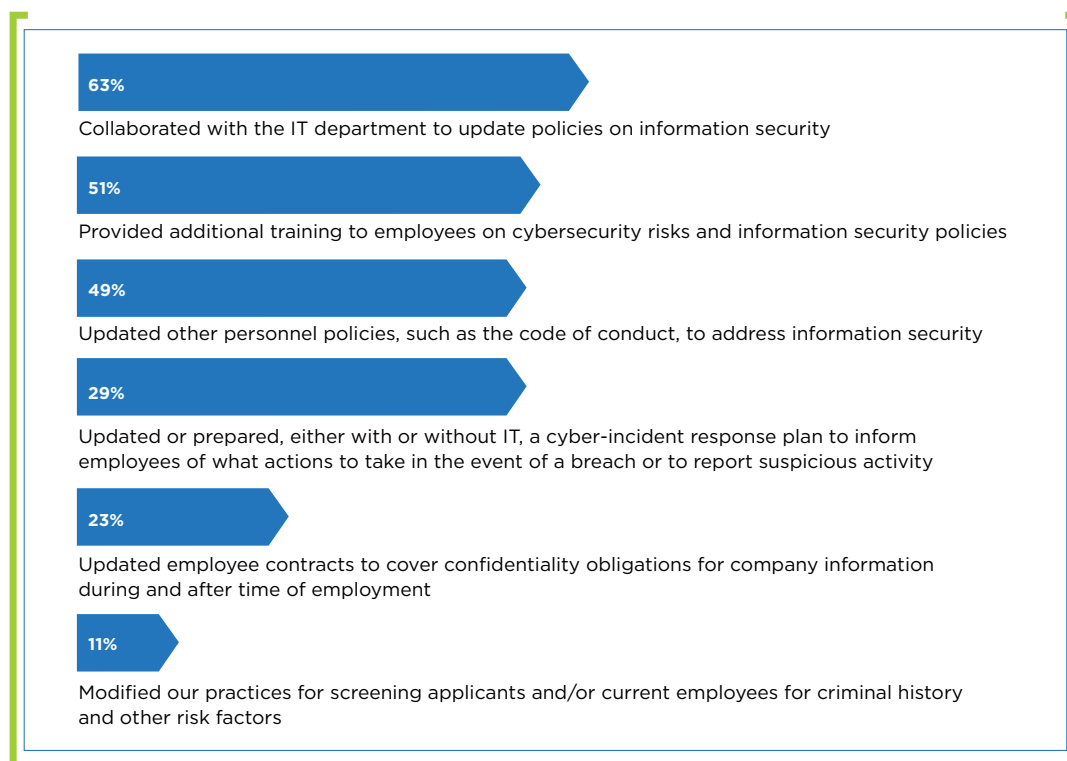 63%
Collaborated with the IT department to update policies on information security
51%
Provided additional training to employees on cybersecurity risks and information security policies
49%
Updated other personnel policies, such as the code of conduct, to address information security
29%
Updated or prepared, either with or without IT, a cyber-incident response plan to inform
employees of what actions to take in the event of a breach or to report suspicious activity
23%
Updated employee contracts to cover confidentiality obligations for company information
during and after time of employment
11%
Modified our practices for screening applicants and/or current employees for criminal history
and other risk factors